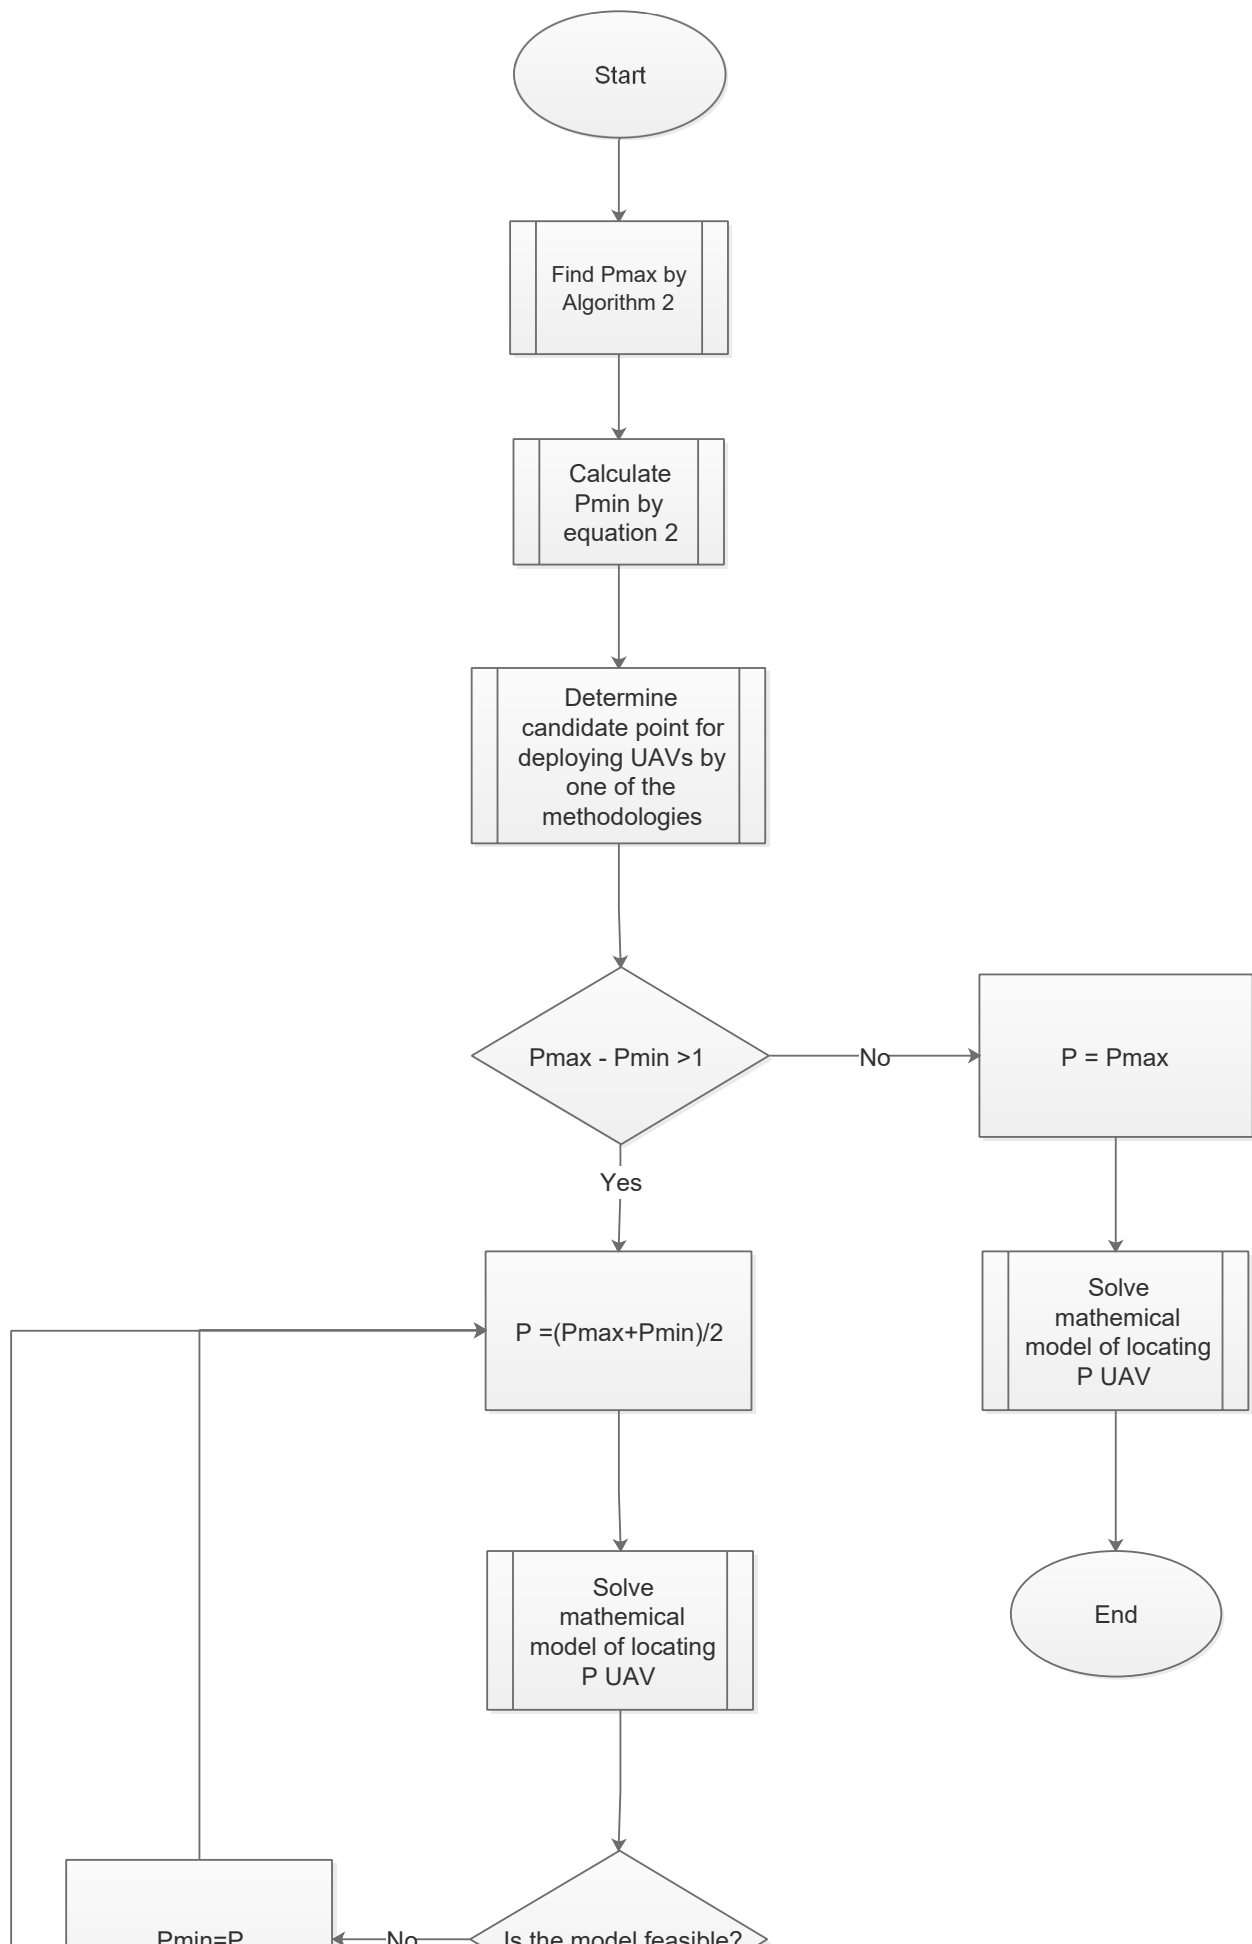 Start
Find Pmax by
Algorithm 2
Calculate
Pmin by
equation 2
Determine
candidate point for
deploying UAVs by
one of the
methodologies
Pmax - Pmin >1
No
P = Pmax
Yes
P =(Pmax+Pmin)/2
Solve
mathemical
model of locating
P UAV
Solve
mathemical
model of locating
P UAV
End
Pmin=P
No
Is the model feasible?